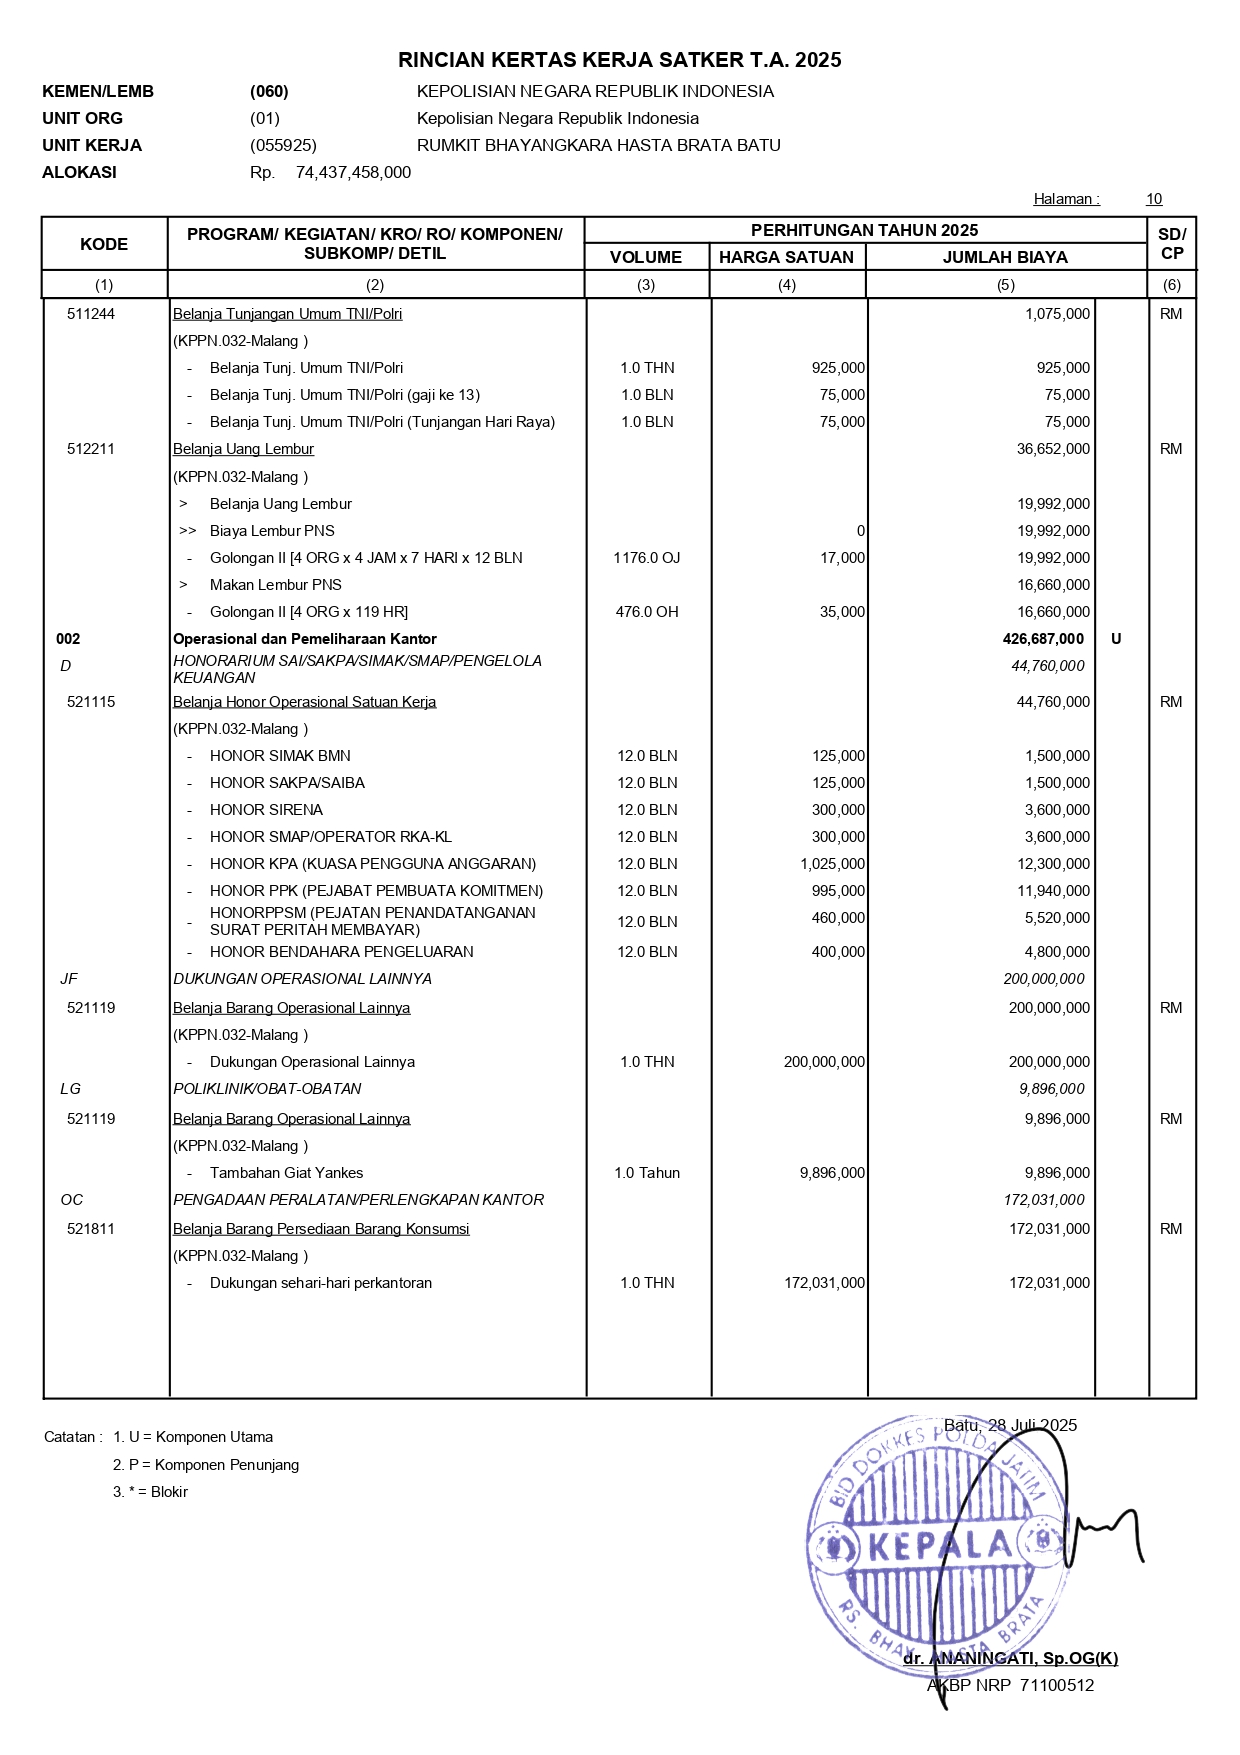 RINCIAN KERTAS KERJA SATKER T.A. 2025
KEMEN/LEMB (060) KEPOLISIAN NEGARA REPUBLIK INDONESIA
UNIT ORG (01) Kepolisian Negara Republik Indonesia
UNIT KERJA (055925) RUMKIT BHAYANGKARA HASTA BRATA BATU
ALOKASI Rp. 74,437,458,000
Halaman : 10
KODE PROGRAM/ KEGIATAN/ KRO/ RO/ KOMPONEN/ SUBKOMP/ DETIL PERHITUNGAN TAHUN 2025 SD/ CP
VOLUME HARGA SATUAN JUMLAH BIAYA
(1) (2) (3) (4) (5) (6)
511244 Belanja Tunjangan Umum TNI/Polri 1,075,000 RM
(KPPN.032-Malang )
- Belanja Tunj. Umum TNI/Polri 1.0 THN 925,000 925,000
- Belanja Tunj. Umum TNI/Polri (gaji ke 13) 1.0 BLN 75,000 75,000
- Belanja Tunj. Umum TNI/Polri (Tunjangan Hari Raya) 1.0 BLN 75,000 75,000
512211 Belanja Uang Lembur 36,652,000 RM
(KPPN.032-Malang )
> Belanja Uang Lembur 19,992,000
>> Biaya Lembur PNS 0 19,992,000
- Golongan II [4 ORG x 4 JAM x 7 HARI x 12 BLN 1176.0 OJ 17,000 19,992,000
> Makan Lembur PNS 16,660,000
- Golongan II [4 ORG x 119 HR] 476.0 OH 35,000 16,660,000
002 Operasional dan Pemeliharaan Kantor 426,687,000 U
D HONORARIUM SAI/SAKPA/SIMAK/SMAP/PENGELOLA 44,760,000
KEUANGAN
521115 Belanja Honor Operasional Satuan Kerja 44,760,000 RM
(KPPN.032-Malang )
- HONOR SIMAK BMN 12.0 BLN 125,000 1,500,000
- HONOR SAKPA/SAIBA 12.0 BLN 125,000 1,500,000
- HONOR SIRENA 12.0 BLN 300,000 3,600,000
- HONOR SMAP/OPERATOR RKA-KL 12.0 BLN 300,000 3,600,000
- HONOR KPA (KUASA PENGGUNA ANGGARAN) 12.0 BLN 1,025,000 12,300,000
- HONOR PPK (PEJABAT PEMBUATA KOMITMEN) 12.0 BLN 995,000 11,940,000
- HONORPPSM (PEJATAN PENANDATANGANAN 12.0 BLN 460,000 5,520,000
SURAT PERITAH MEMBAYAR)
- HONOR BENDAHARA PENGELUARAN 12.0 BLN 400,000 4,800,000
JF DUKUNGAN OPERASIONAL LAINNYA 200,000,000
521119 Belanja Barang Operasional Lainnya 200,000,000 RM
(KPPN.032-Malang )
- Dukungan Operasional Lainnya 1.0 THN 200,000,000 200,000,000
LG POLIKLINIK/OBAT-OBATAN 9,896,000
521119 Belanja Barang Operasional Lainnya 9,896,000 RM
(KPPN.032-Malang )
- Tambahan Giat Yankes 1.0 Tahun 9,896,000 9,896,000
OC PENGADAAN PERALATAN/PERLENGKAPAN KANTOR 172,031,000
521811 Belanja Barang Persediaan Barang Konsumsi 172,031,000 RM
(KPPN.032-Malang )
- Dukungan sehari-hari perkantoran 1.0 THN 172,031,000 172,031,000
Catatan : 1. U = Komponen Utama
2. P = Komponen Penunjang
3. * = Blokir
Batu, 28 Juli 2025
BID DOKKES POLDA JATIM
KEPALA
RS. BHAY. HASTA BRATA
dr. ANANINGATI, Sp.OG(K)
AKBP NRP 71100512